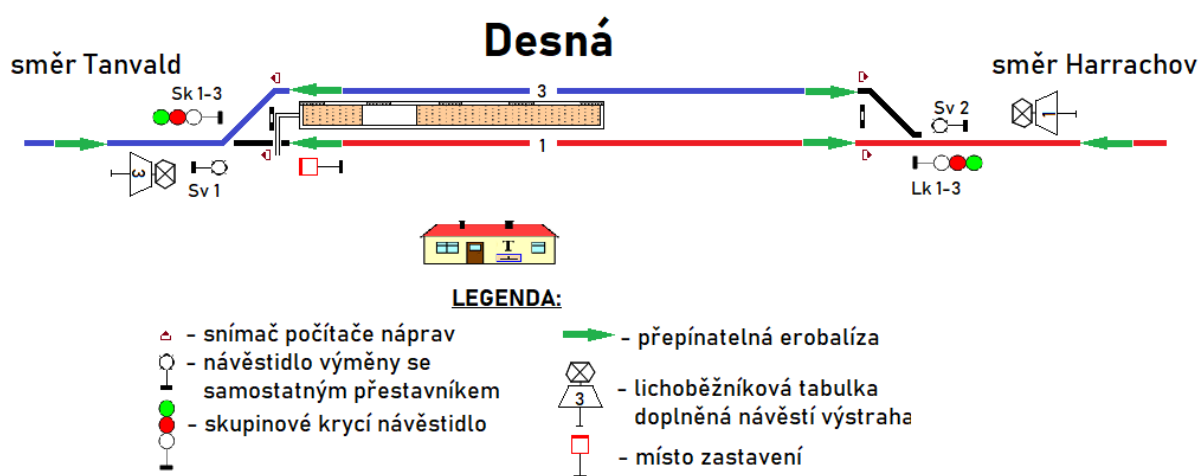 Desná
směr Tanvald
směr Harrachov
Sk 1-3
3
Sv 2
1
1
3
Sv 1
Lk 1-3
T
LEGENDA:
- snímač počítače náprav
- návěstidlo výměny se
samostatným přestavníkem
- skupinové krycí návěstidlo
- přepínatelná erobalíza
3
- lichoběžníková tabulka
doplněná návěstí výstraha
- místo zastavení